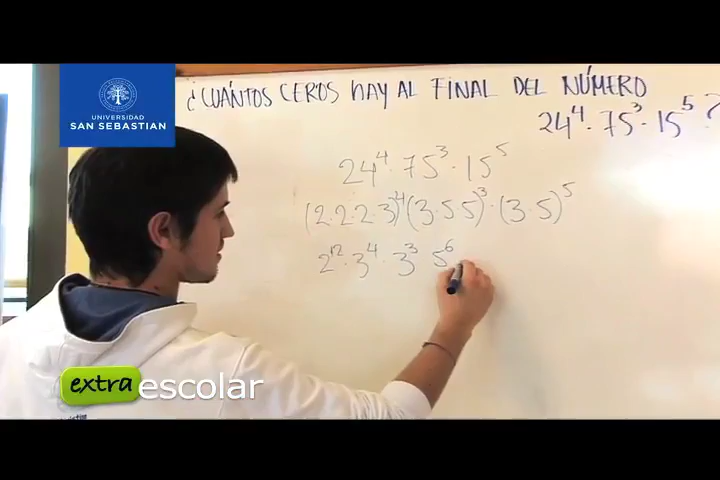 UNIVERSIDAD
SAN SEBASTIAN
¿CUÁNTOS CEROS HAY AL FINAL DEL NÚMERO
24⁴·75³·15⁵?
24⁴·75³·15⁵
(2·2·2·3)⁴(3·5·5)³·(3·5)⁵
2¹²·3⁴·3³ 5⁶
extra escolar